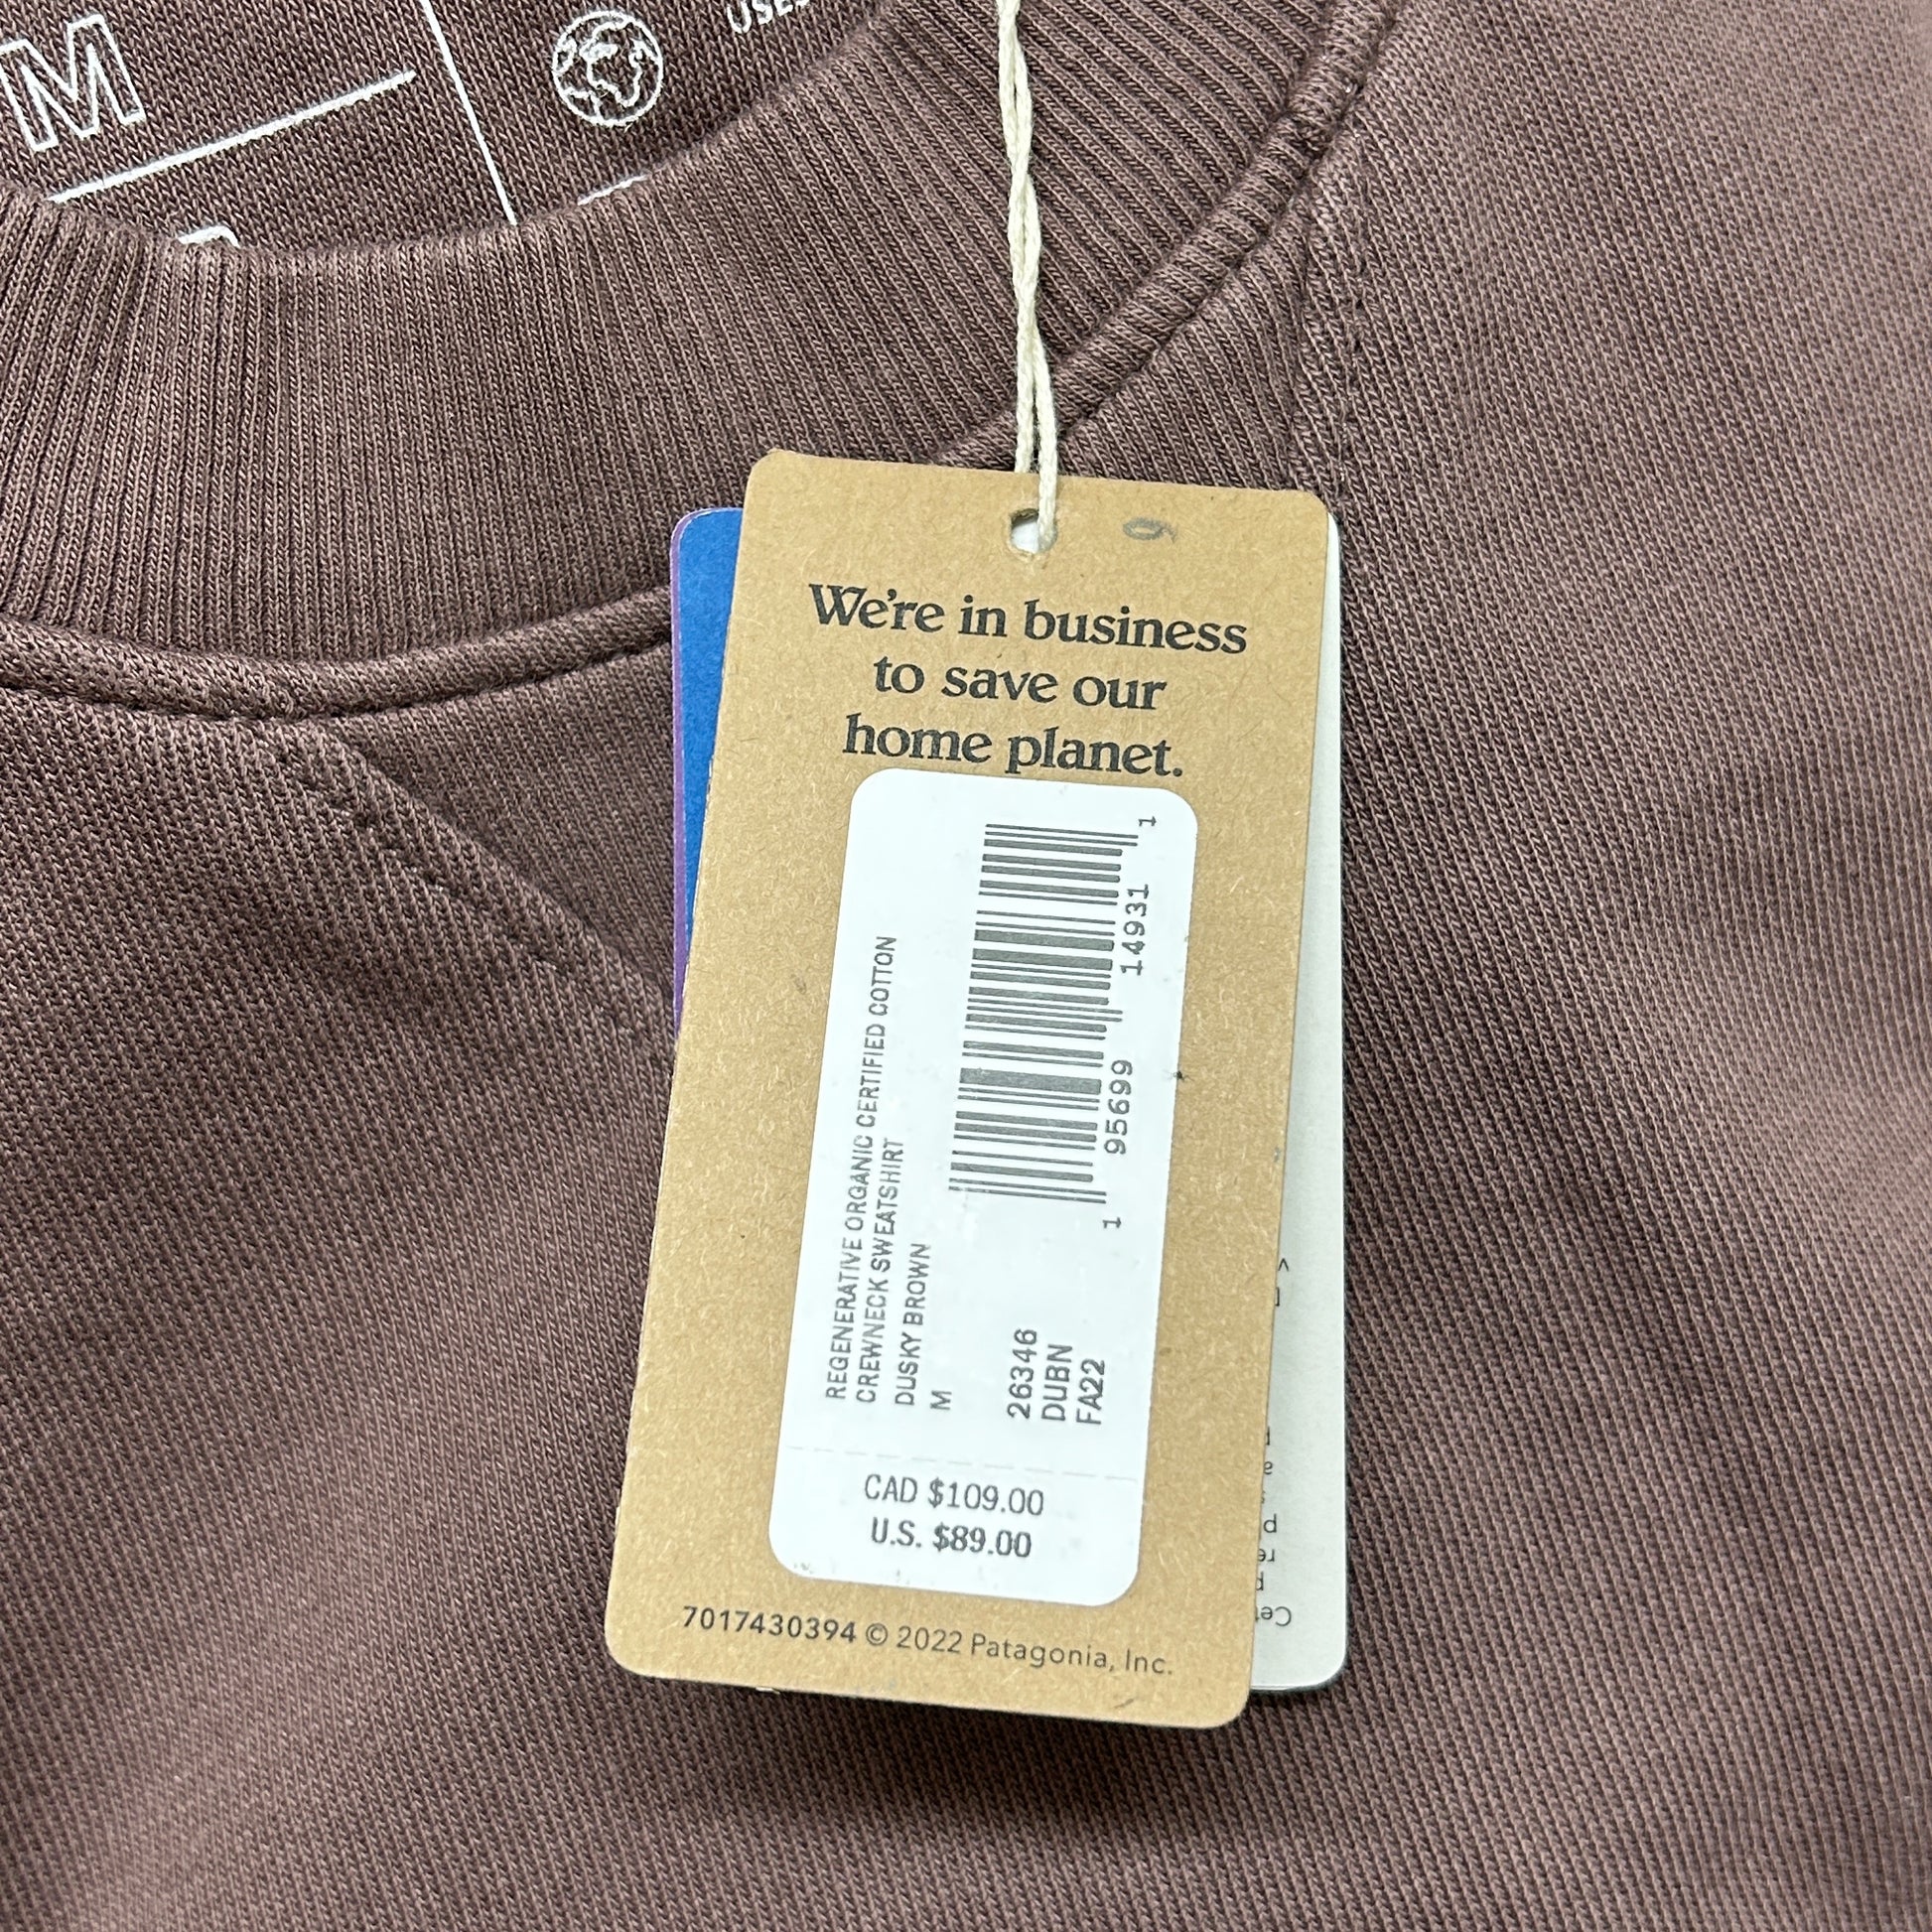 M
We're in business
to save our
home planet.
REGENERATIVE ORGANIC CERTIFIED COTTON
CREWNECK SWEATSHIRT
DUSKY BROWN
M
26346
DUBN
FA22
1 95699 14931 1
CAD $109.00
U.S. $89.00
7017430394 © 2022 Patagonia, Inc.